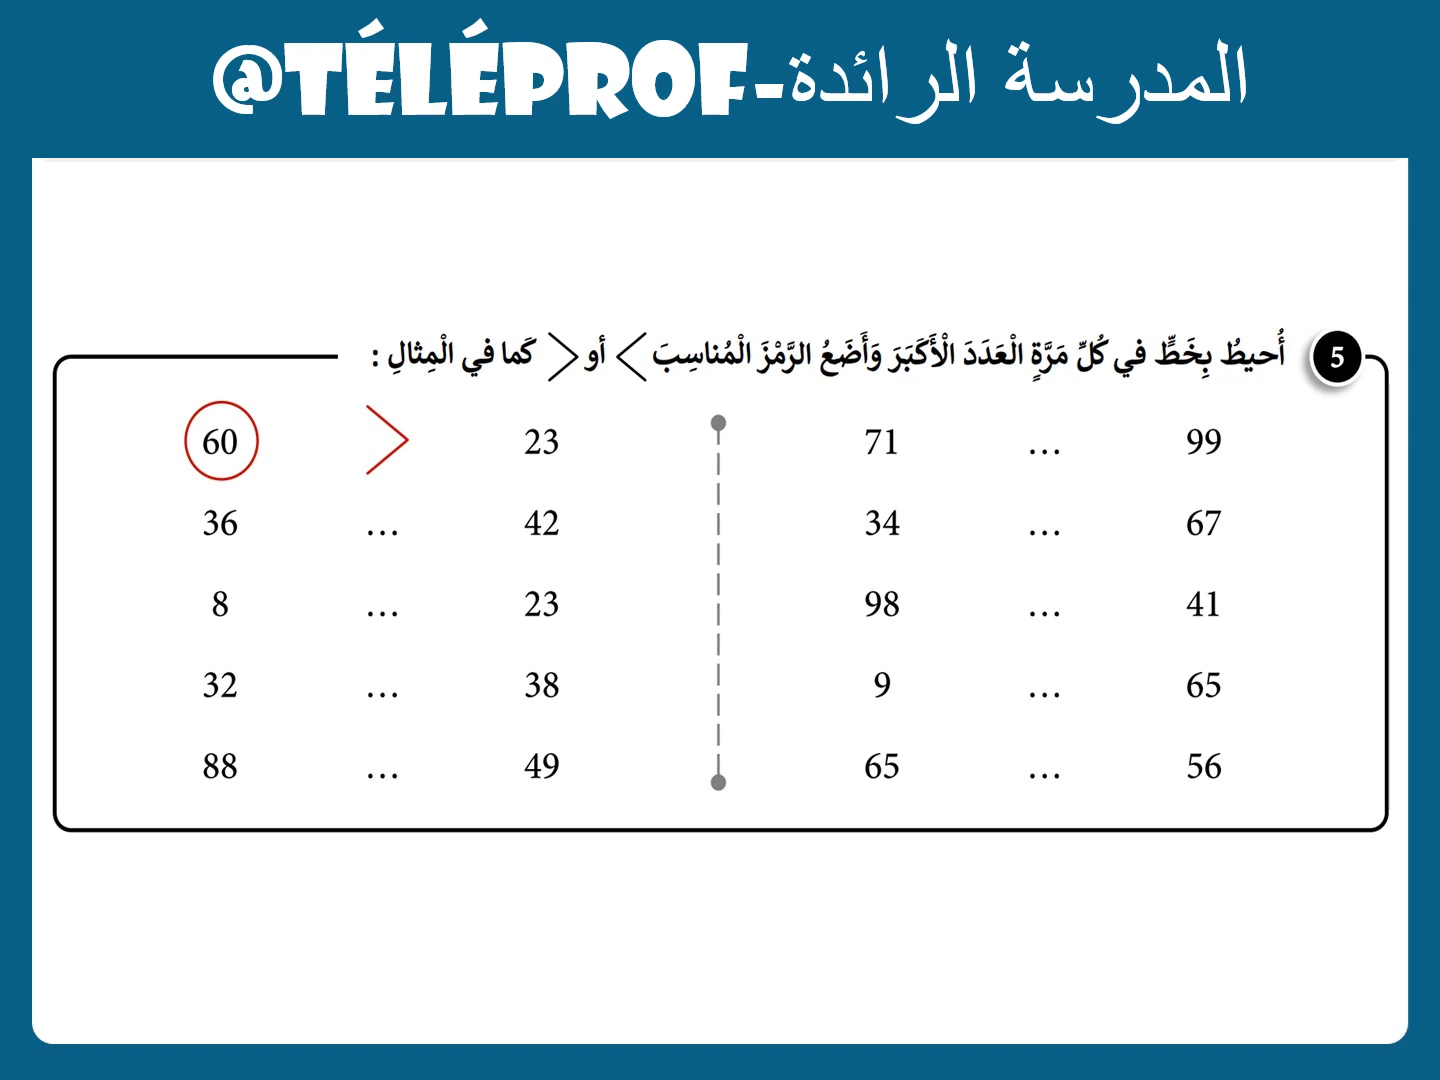 @TÉLÉPROF-المدرسة الرائدة
5 أُحيطُ بِخَطٍّ في كُلِّ مَرَّةٍ الْعَدَدَ الْأَكَبَرَ وَأَضَعُ الرَّمْزَ الْمُناسِبَ < أو > كَما في الْمِثالِ :
60 > 23 71 ... 99
36 ... 42 34 ... 67
8 ... 23 98 ... 41
32 ... 38 9 ... 65
88 ... 49 65 ... 56